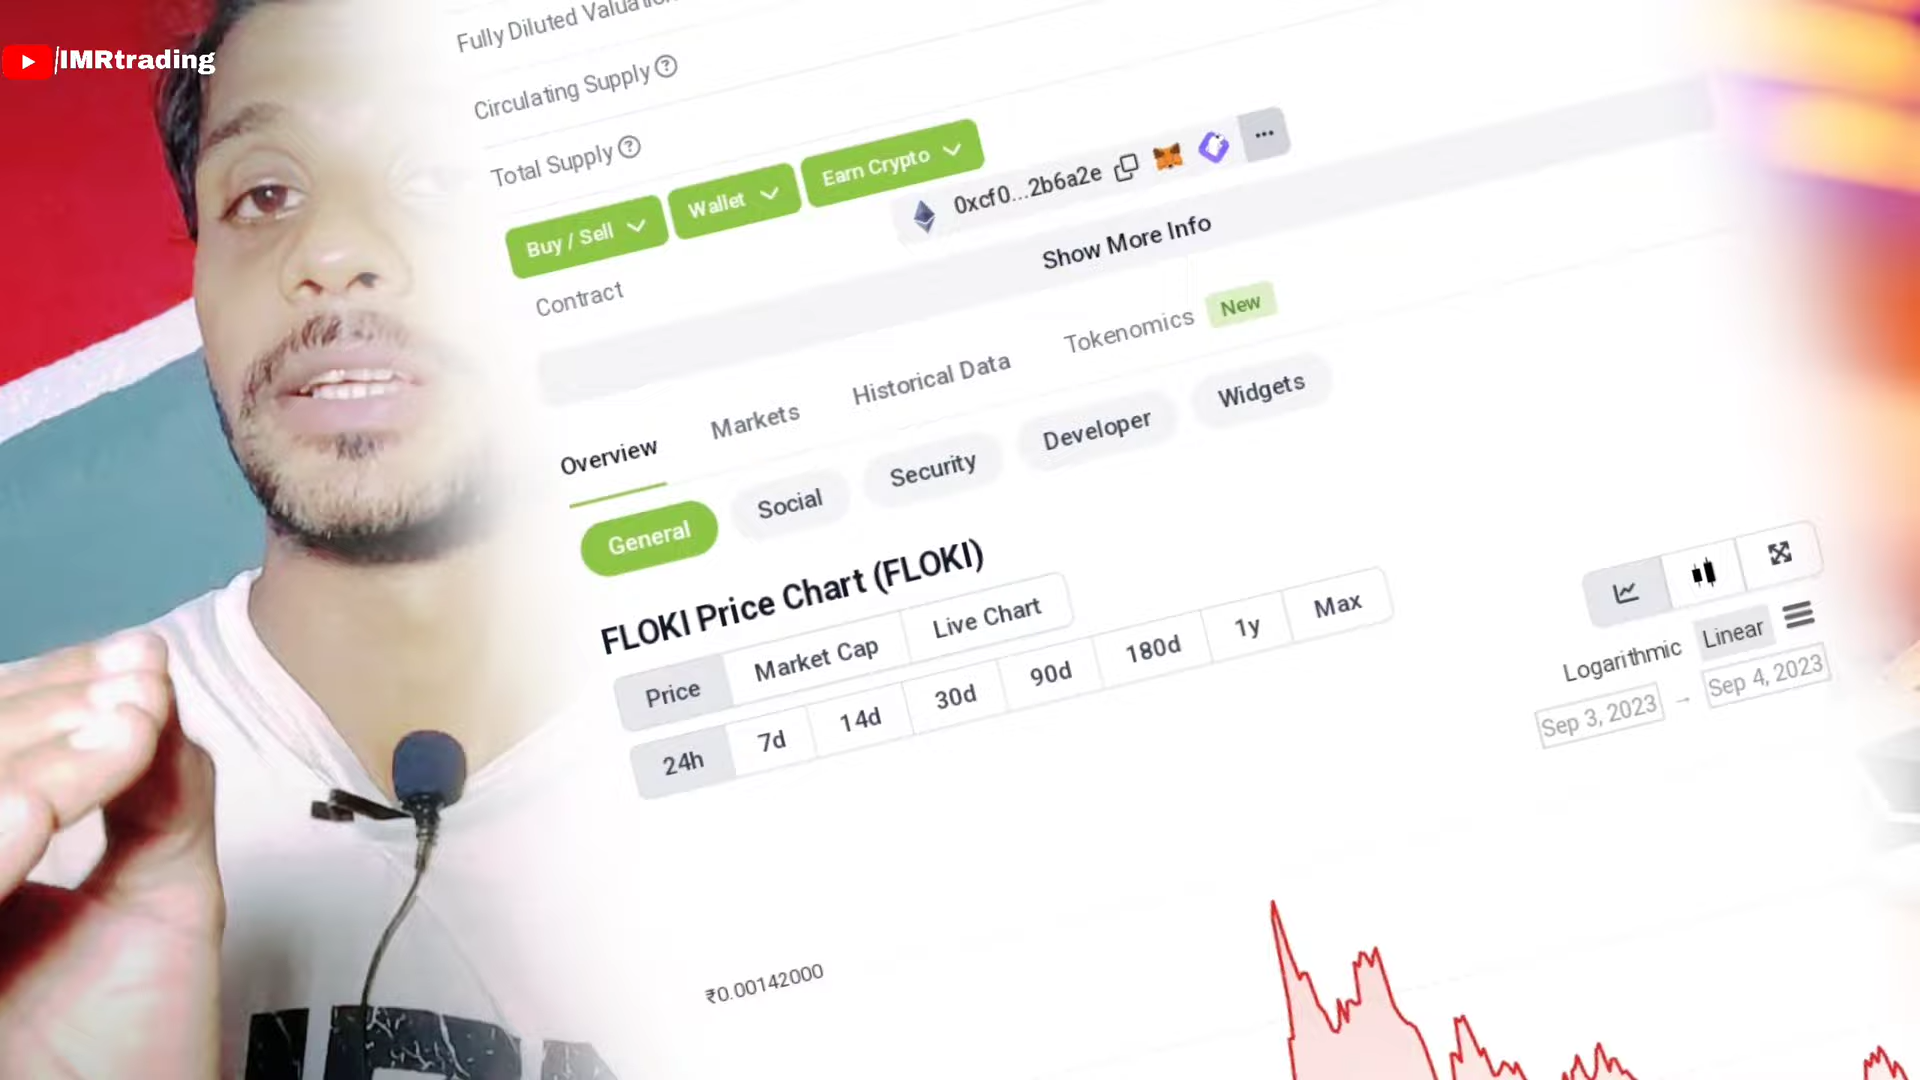 /IMRtrading
Fully Diluted Valuation
Circulating Supply
Total Supply
Buy / Sell
Wallet
Earn Crypto
0xcf0...2b6a2e
Contract
Show More Info
Overview
Markets
Historical Data
Tokenomics
New
General
Social
Security
Developer
Widgets
FLOKI Price Chart (FLOKI)
Price
Market Cap
Live Chart
24h
7d
14d
30d
90d
180d
1y
Max
Logarithmic
Linear
Sep 3, 2023
→
Sep 4, 2023
₹0.00142000